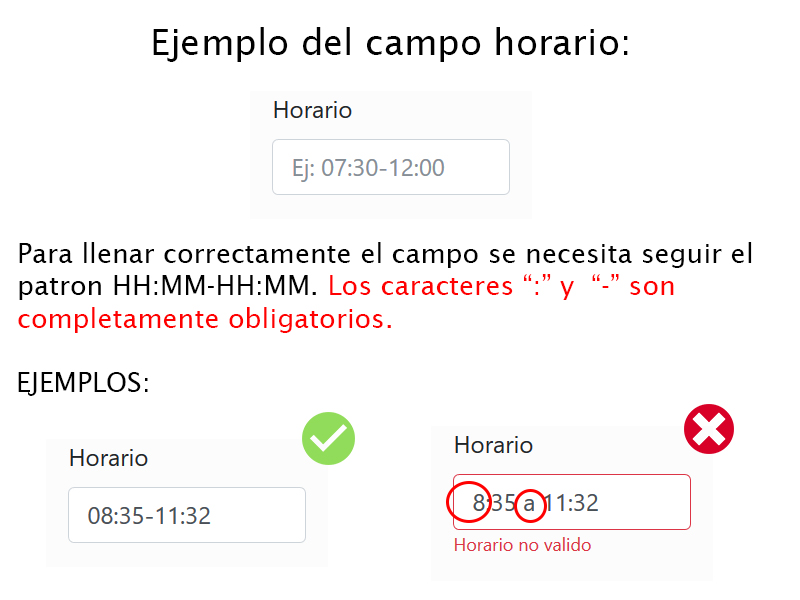 Ejemplo del campo horario:
Horario
Ej: 07:30-12:00
Para llenar correctamente el campo se necesita seguir el
patron HH:MM-HH:MM. Los caracteres “:” y “-” son
completamente obligatorios.
EJEMPLOS:
Horario
08:35-11:32
Horario
8:35 a 11:32
Horario no valido